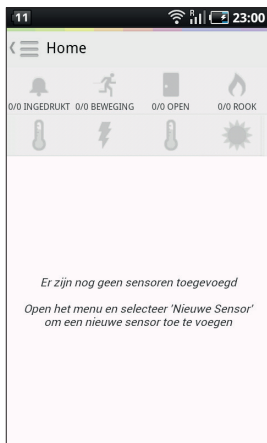 11
R
23:00
Home
0/0 INGEDRUKT 0/0 BEWEGING 0/0 OPEN 0/0 ROOK
Er zijn nog geen sensoren toegevoegd
Open het menu en selecteer 'Nieuwe Sensor'
om een nieuwe sensor toe te voegen